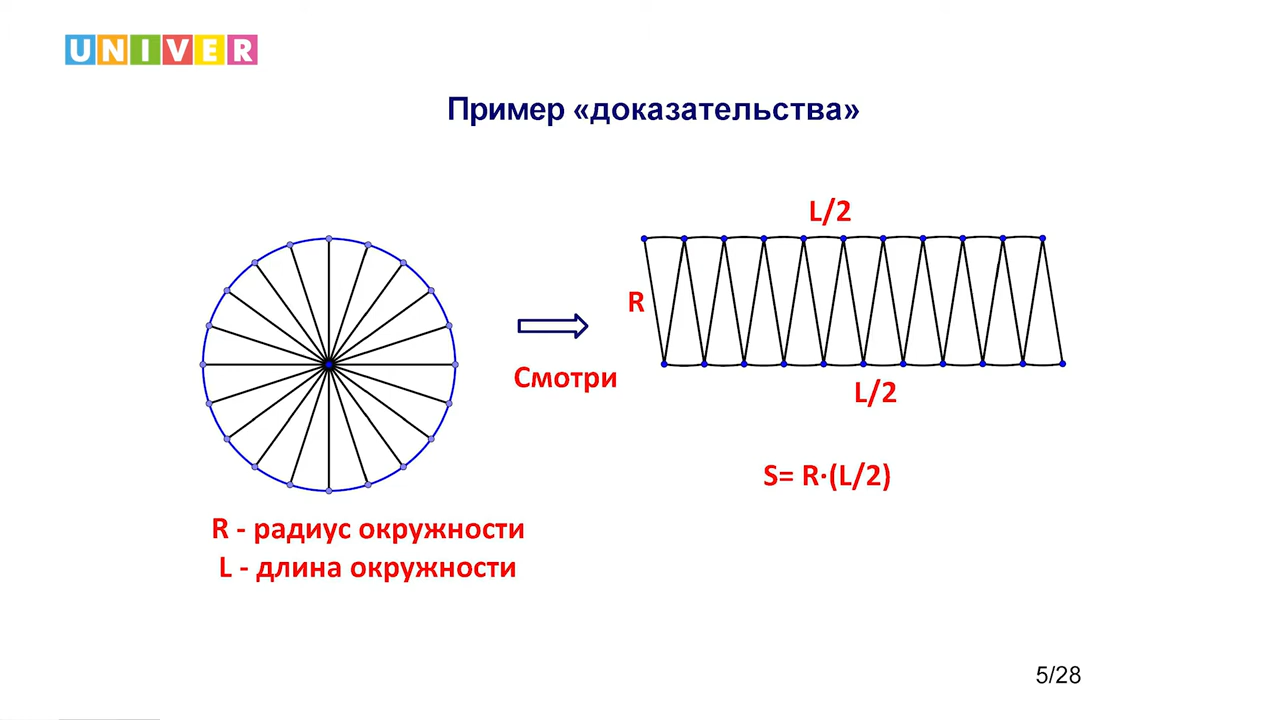 UNIVER
Пример «доказательства»
L/2
R
Смотри
L/2
S= R·(L/2)
R - радиус окружности
L - длина окружности
5/28